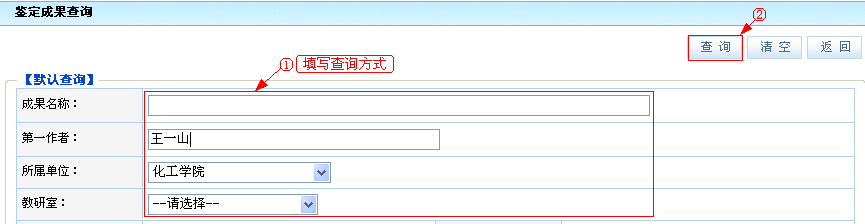 鉴定成果查询
②
查 询 清 空 返 回
① 填写查询方式
【默认查询】
成果名称：
第一作者： 王一山
所属单位： 化工学院
教研室： --请选择--